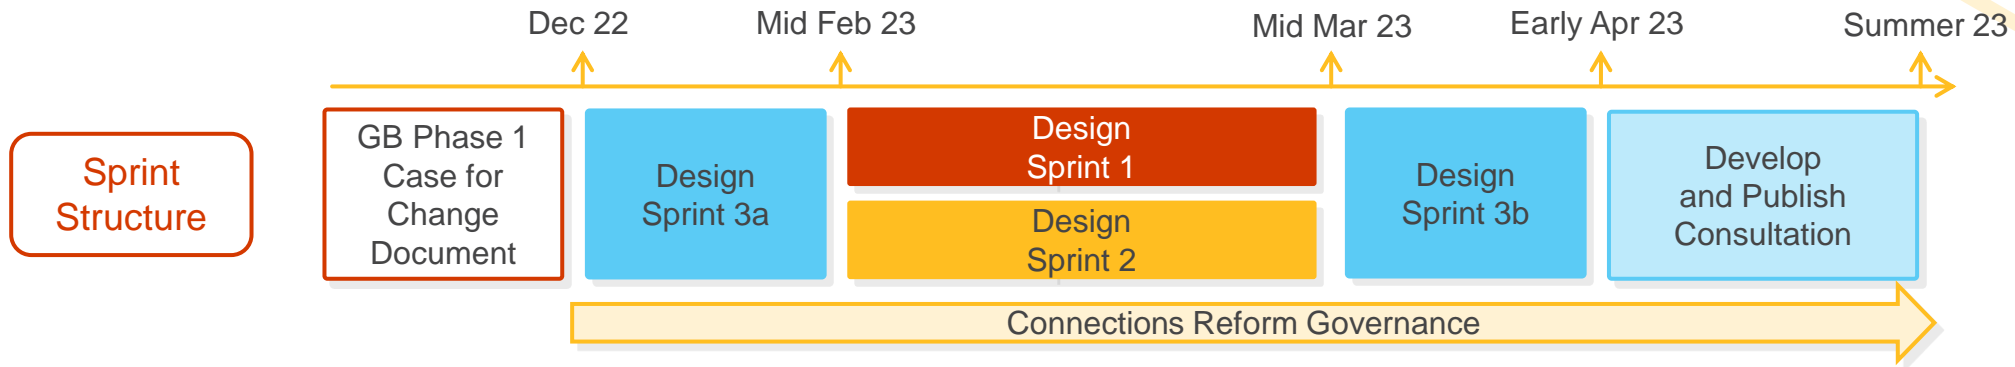 Dec 22
Mid Feb 23
Mid Mar 23
Early Apr 23
Summer 23
Sprint
Structure
GB Phase 1
Case for
Change
Document
Design
Sprint 3a
Design
Sprint 1
Design
Sprint 2
Design
Sprint 3b
Develop
and Publish
Consultation
Connections Reform Governance